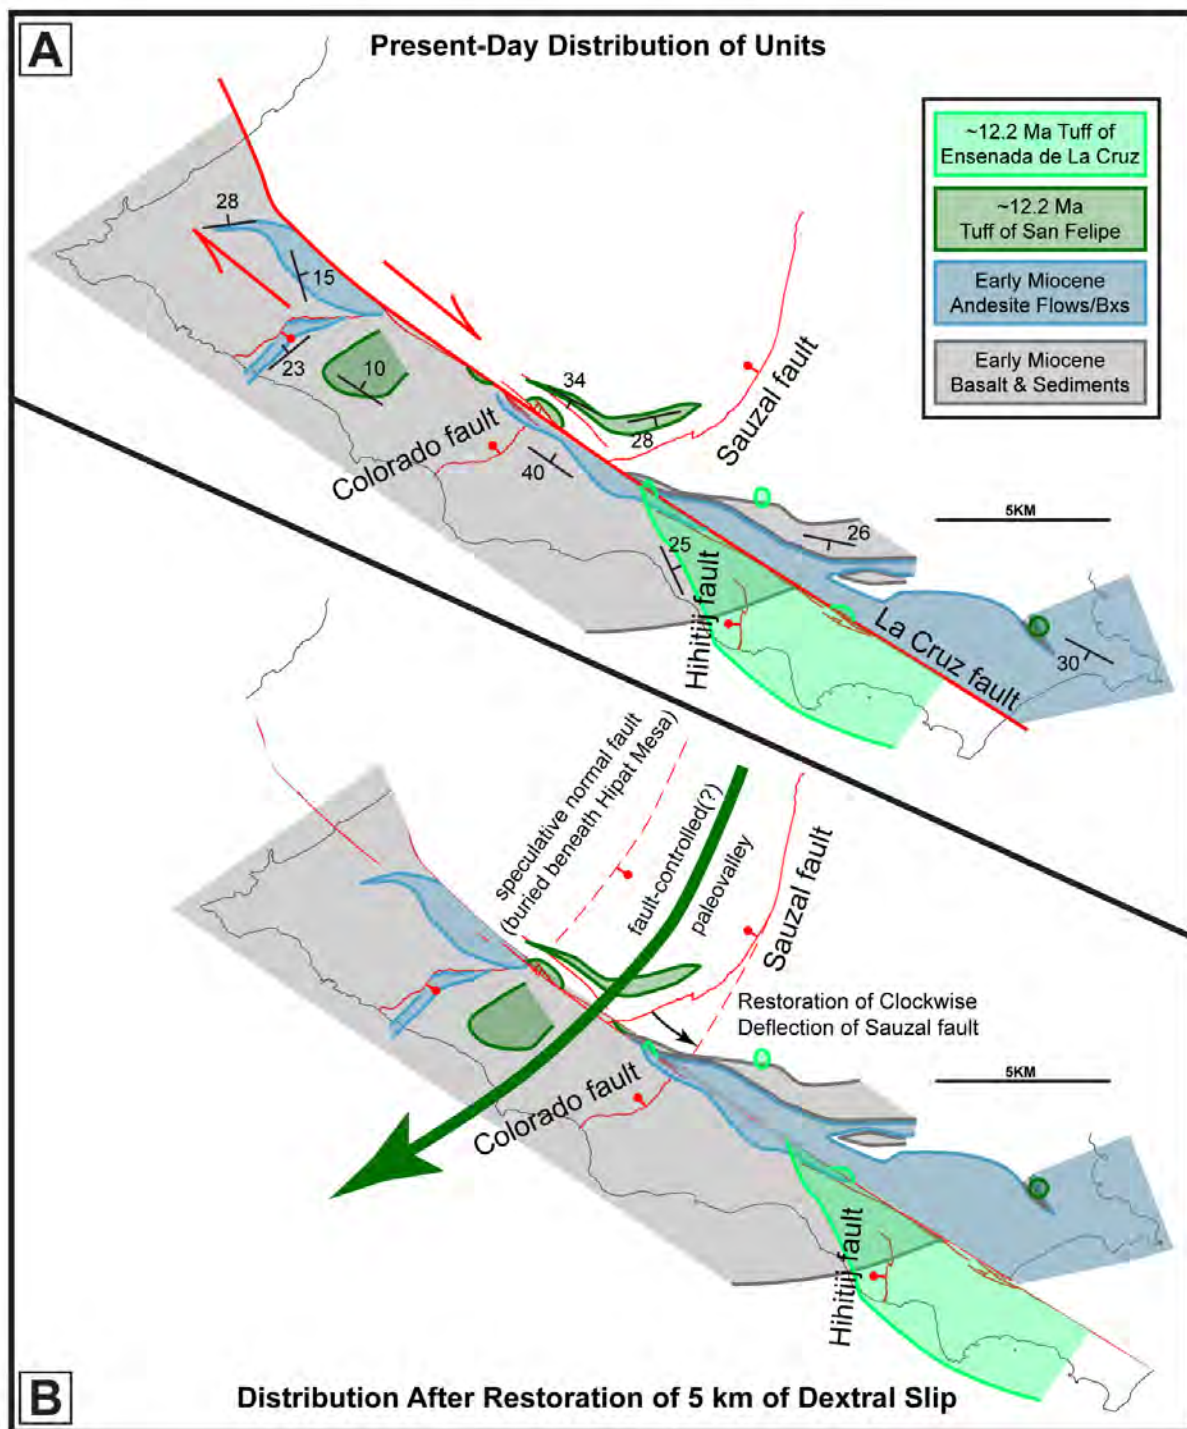 A
Present-Day Distribution of Units
~12.2 Ma Tuff of
Ensenada de La Cruz
~12.2 Ma
Tuff of San Felipe
Early Miocene
Andesite Flows/Bxs
Early Miocene
Basalt & Sediments
28
15
23
10
34
28
Sauzal fault
Colorado fault
40
5KM
26
25
Hihitiij fault
La Cruz fault
30
speculative normal fault
(buried beneath Hipat Mesa)
fault-controlled(?)
paleovalley
Sauzal fault
Restoration of Clockwise
Deflection of Sauzal fault
Colorado fault
5KM
Hihitiij fault
B
Distribution After Restoration of 5 km of Dextral Slip